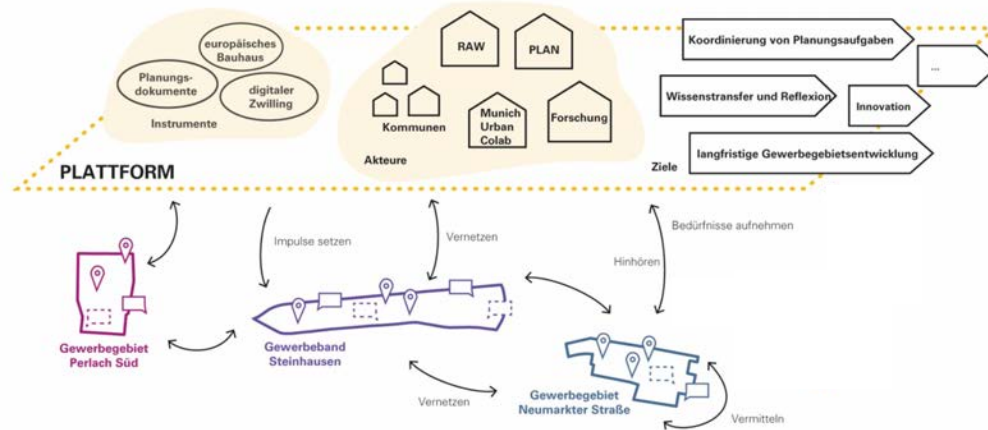 europäisches
Bauhaus
Planungs-
dokumente
digitaler
Zwilling
Instrumente
RAW
PLAN
Kommunen
Munich
Urban
Colab
Forschung
Akteure
Koordinierung von Planungsaufgaben
...
Wissenstransfer und Reflexion
Innovation
Ziele
langfristige Gewerbegebietsentwicklung
PLATTFORM
Impulse setzen
Vernetzen
Bedürfnisse aufnehmen
Hinhören
Gewerbegebiet
Perlach Süd
Gewerbeband
Steinhausen
Vernetzen
Gewerbegebiet
Neumarkter Straße
Vermitteln